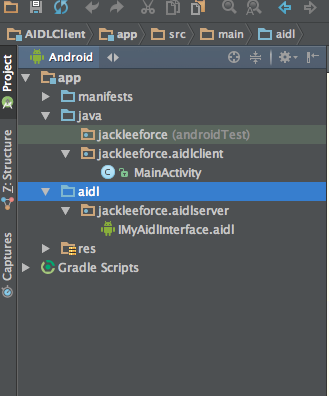 AIDLClient app src main aidl
Android
app
manifests
java
jackleeforce (androidTest)
jackleeforce.aidlclient
C MainActivity
aidl
jackleeforce.aidlserver
IMyAidlInterface.aidl
res
Gradle Scripts
Project
Z: Structure
Captures